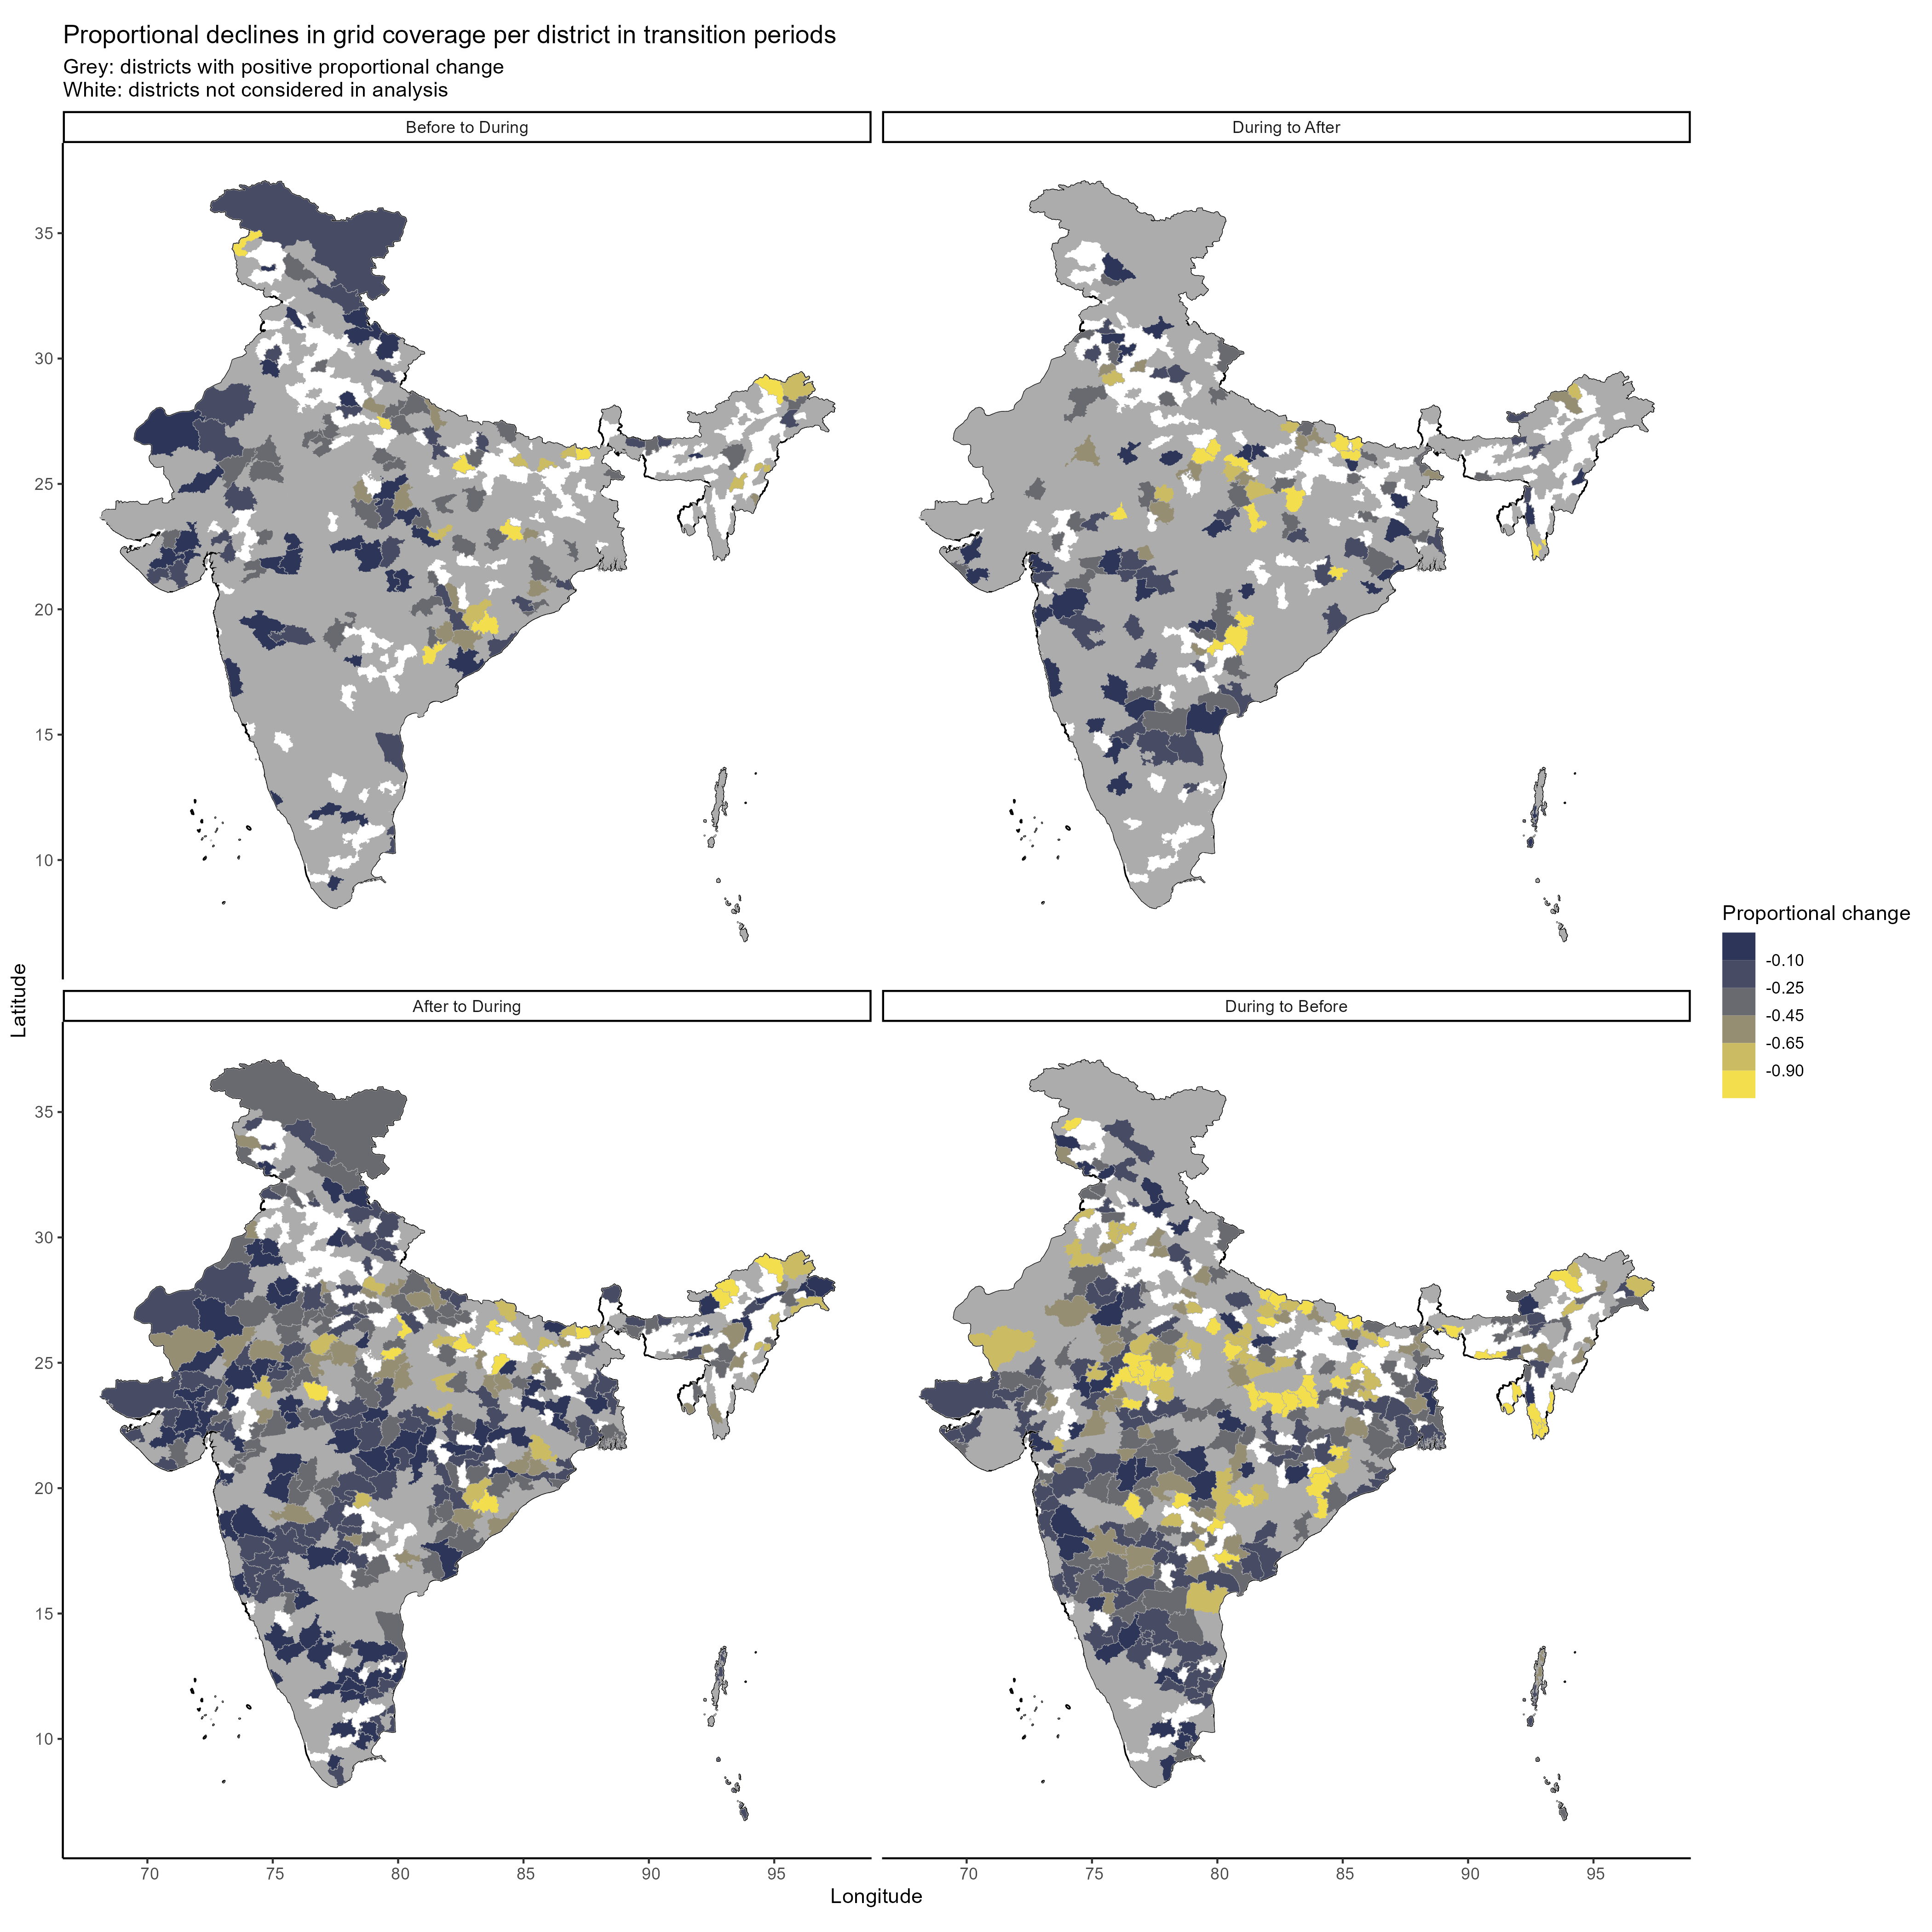 Proportional declines in grid coverage per district in transition periods
Grey: districts with positive proportional change
White: districts not considered in analysis
Before to During
During to After
35
30
25
20
15
10
After to During
During to Before
35
30
25
20
15
10
70
75
80
85
90
95
70
75
80
85
90
95
Longitude
Latitude
Proportional change
-0.10
-0.25
-0.45
-0.65
-0.90